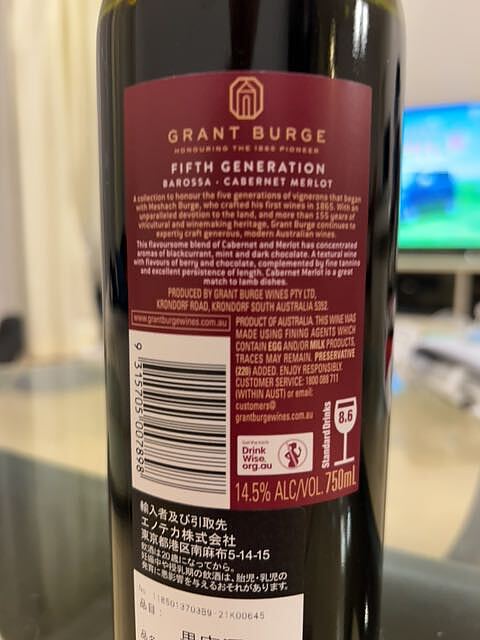 GRANT BURGE
HONOURING THE 1865 PIONEER
FIFTH GENERATION
BAROSSA · CABERNET MERLOT
A collection to honour the five generations of vignerons that began
with Meshach Burge, who crafted his first wines in 1865. With an
unparalleled devotion to the land, and more than 155 years of
viticultural and winemaking heritage, Grant Burge continues to
expertly craft generous, modern Australian wines.
This flavoursome blend of Cabernet and Merlot has concentrated
aromas of blackcurrant, mint and dark chocolate. A textural wine
with flavours of berry and chocolate, complemented by fine tannins
and excellent persistence of length. Cabernet Merlot is a great
match to lamb dishes.
PRODUCED BY GRANT BURGE WINES PTY LTD,
KRONDORF ROAD, KRONDORF SOUTH AUSTRALIA 5352.
www.grantburgewines.com.au
PRODUCT OF AUSTRALIA. THIS WINE WAS
MADE USING FINING AGENTS WHICH
CONTAIN EGG AND/OR MILK PRODUCTS,
TRACES MAY REMAIN. PRESERVATIVE
(220) ADDED. ENJOY RESPONSIBLY.
CUSTOMER SERVICE: 1800 088 711
(WITHIN AUST) or email:
customers@
grantburgewines.com.au
9 315705 007898
Get the facts
Drink
Wise.
org.au
Standard Drinks
8.6
14.5% ALC/VOL. 750mL
輸入者及び引取先
エノテカ株式会社
東京都港区南麻布5-14-15
飲酒は20歳になってから。
妊娠中や授乳期の飲酒は、胎児・乳児の
発育に悪影響を与えるおそれがあります。
No. 118501370389-21K00645
品目: